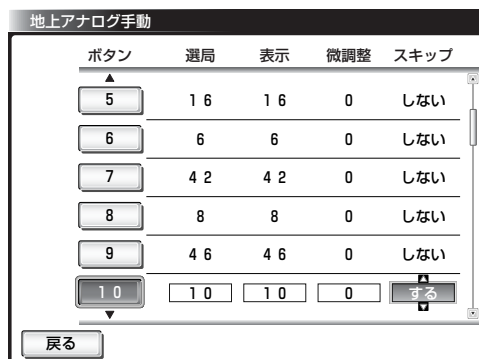 地上アナログ手動
ボタン 選局 表示 微調整 スキップ
5 16 16 0 しない
6 6 6 0 しない
7 42 42 0 しない
8 8 8 0 しない
9 46 46 0 しない
10 10 10 0 する
戻る